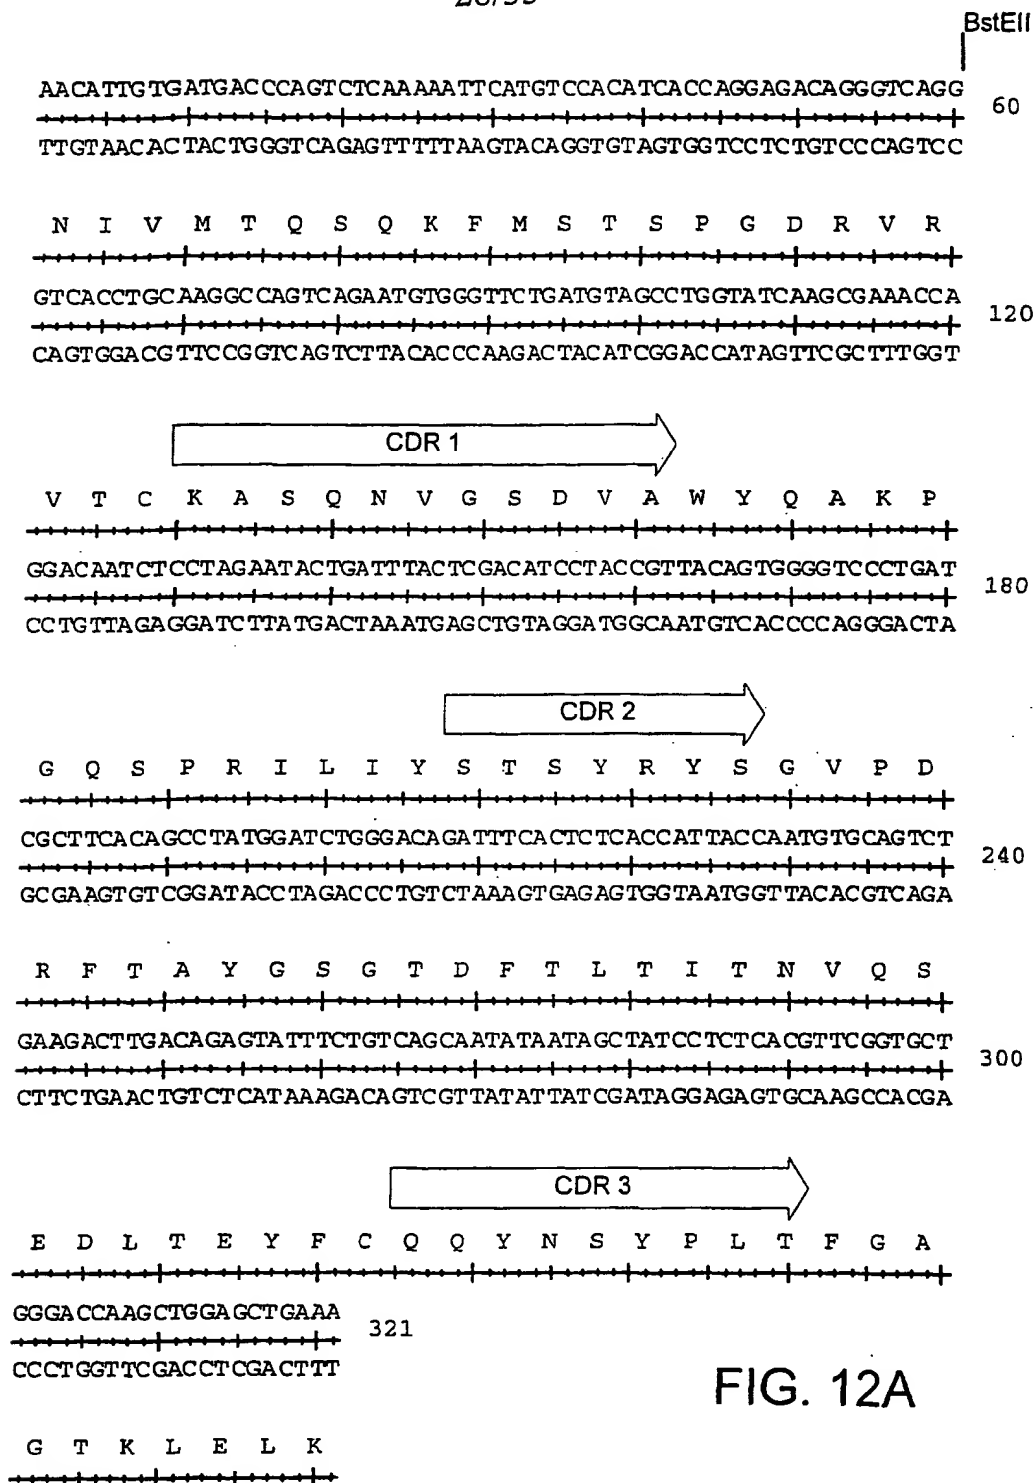 BstEII
AACATTGTGATGACCCAGTCTCAAAAATTCATGTCCACATCACCAGGAGACAGGGTCAGG
60
TTGTAACACTACTGGGTCAGAGTTTTTAAGTACAGGTGTAGTGGTCCTCTGTCCCAGTCC
N I V M T Q S Q K F M S T S P G D R V R
GTCACCTGCAAGGCCAGTCAGAATGTGGGTTCTGATGTAGCCTGGTATCAAGCGAAACCA
120
CAGTGGACGTTCCGGTCAGTCTTACACCCAAGACTACATCGGACCATAGTTCGCTTTGGT
CDR 1
V T C K A S Q N V G S D V A W Y Q A K P
GGACAATCTCCTAGAATACTGATTTACTCGACATCCTACCGTTACAGTGGGGTCCCTGAT
180
CCTGTTAGAGGATCTTATGACTAAATGAGCTGTAGGATGGCAATGTCACCCCAGGGACTA
CDR 2
G Q S P R I L I Y S T S Y R Y S G V P D
CGCTTCACAGCCTATGGATCTGGGACAGATTTCACTCTCACCATTACCAATGTGCAGTCT
240
GCGAAGTGTCGGATACCTAGACCCTGTCTAAAGTGAGAGTGGTAATGGTTACACGTCAGA
R F T A Y G S G T D F T L T I T N V Q S
GAAGACTTGACAGAGTATTTCTGTCAGCAATATAATAGCTATCCTCTCACGTTCGGTGCT
300
CTTCTGAACTGTCTCATAAAGACAGTCGTTATATTATCGATAGGAGAGTGCAAGCCACGA
CDR 3
E D L T E Y F C Q Q Y N S Y P L T F G A
GGGACCAAGCTGGAGCTGAAA
321
CCCTGGTTCGACCTCGACTTT
FIG. 12A
G T K L E L K